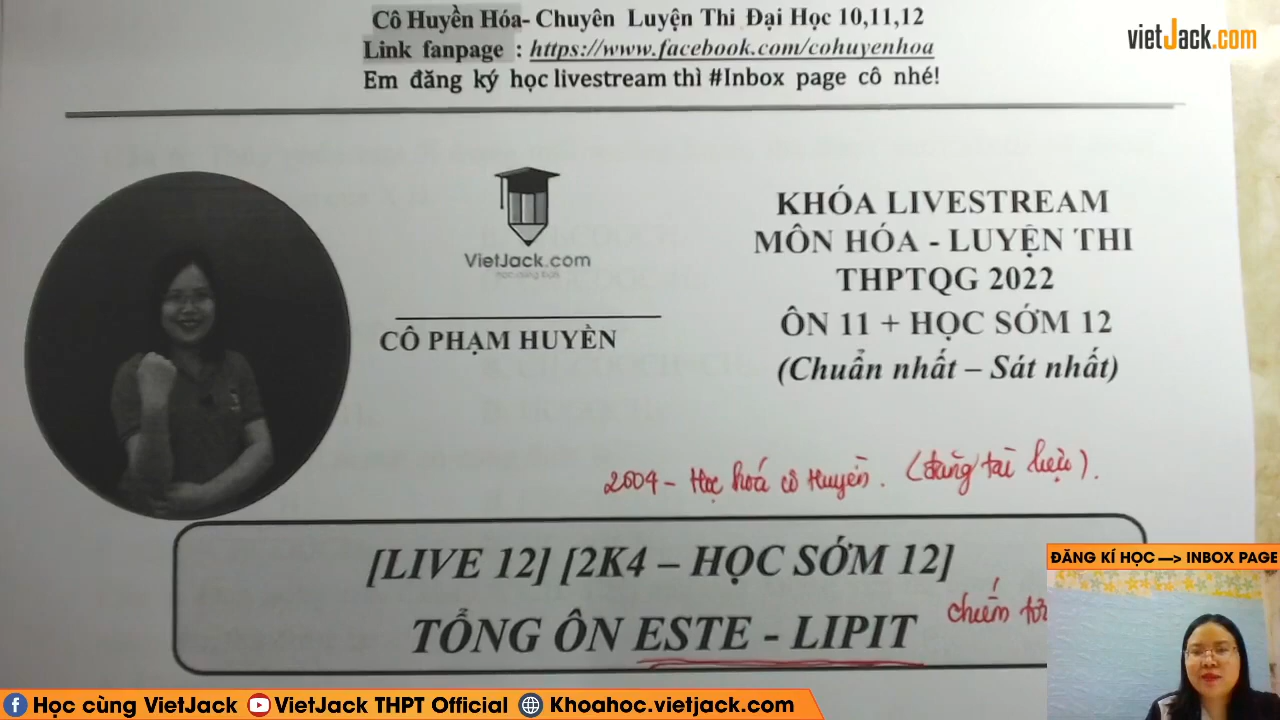 Cô Huyền Hóa- Chuyên Luyện Thi Đại Học 10,11,12
Link fanpage : https://www.facebook.com/cohuyenhoa
Em đăng ký học livestream thì #Inbox page cô nhé!
vietJack.com
VietJack.com
CÔ PHẠM HUYỀN
KHÓA LIVESTREAM
MÔN HÓA - LUYỆN THI
THPTQG 2022
ÔN 11 + HỌC SỚM 12
(Chuẩn nhất – Sát nhất)
2004 - Học hoá cô Huyền. (đăng tài liệu).
[LIVE 12] [2K4 – HỌC SỚM 12]
TỔNG ÔN ESTE - LIPIT
chiếm
ĐĂNG KÍ HỌC —> INBOX PAGE
Học cùng VietJack
VietJack THPT Official
Khoahoc.vietjack.com